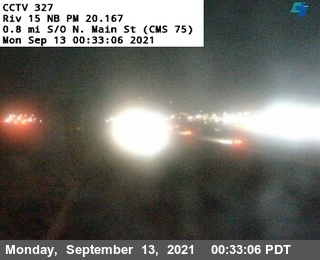 CCTV 327
Riv 15 NB PM 20.167
0.8 mi S/O N. Main St (CMS 75)
Mon Sep 13 00:33:06 2021
Monday, September 13, 2021 00:33:06 PDT